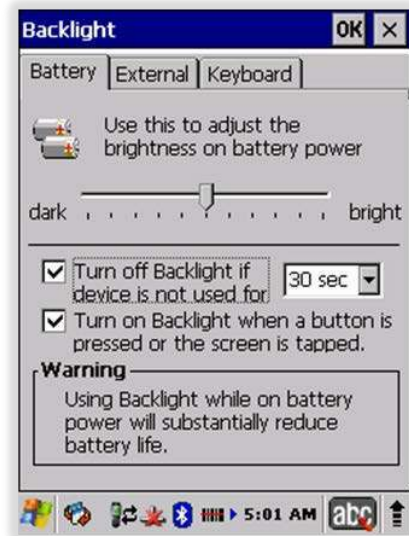 Backlight OK ×
Battery External Keyboard
Use this to adjust the
brightness on battery power
dark bright
Turn off Backlight if
device is not used for
30 sec
Turn on Backlight when a button is
pressed or the screen is tapped.
Warning
Using Backlight while on battery
power will substantially reduce
battery life.
5:01 AM abc